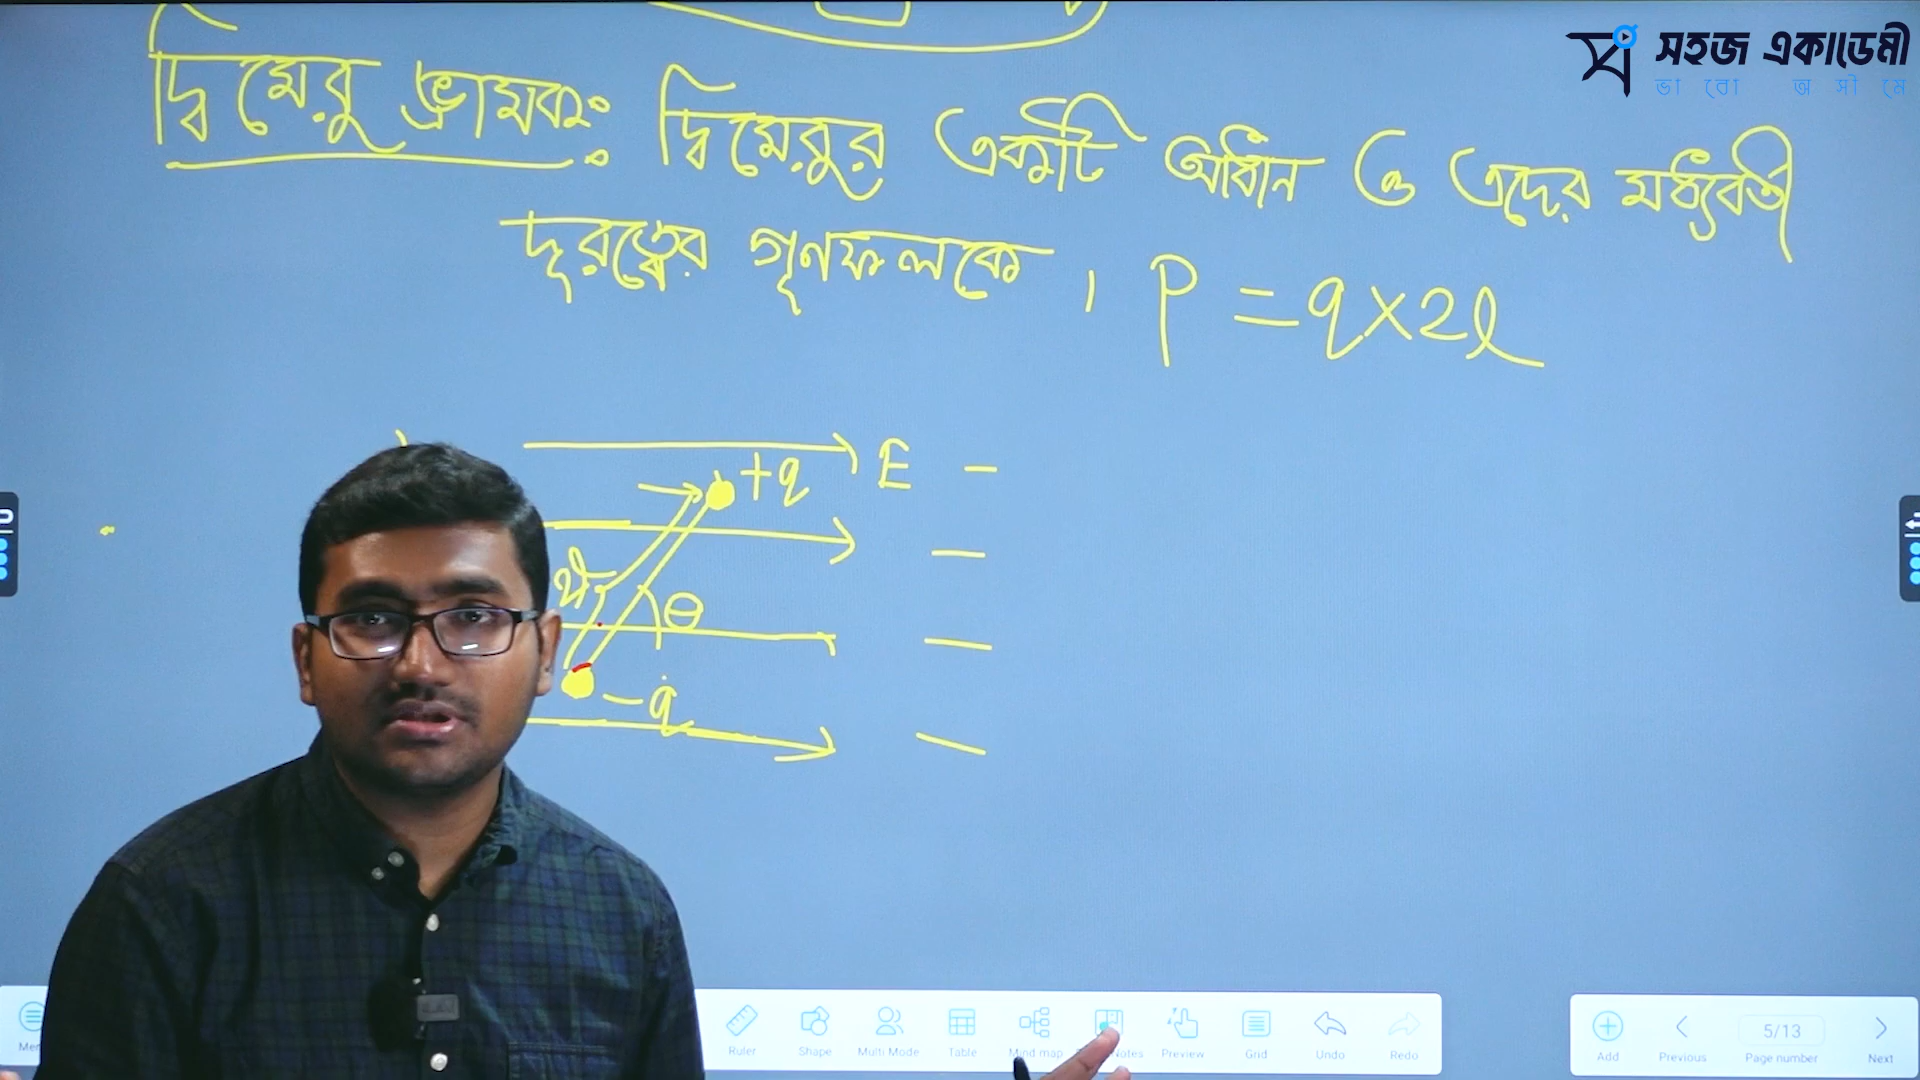 সহজ একাডেমী
ভাবো অসীমে
দ্বিমেরু ভ্রামকঃ দ্বিমেরুর একটি আধান ও এদের মধ্যবর্তী
দূরত্বের গুণফলকে, P = q×2l
E –
+q
θ
–q
Ruler Shape Multi Mode Table Mind map Notes Preview Grid Undo Redo
Add Previous 5/13 Page number Next